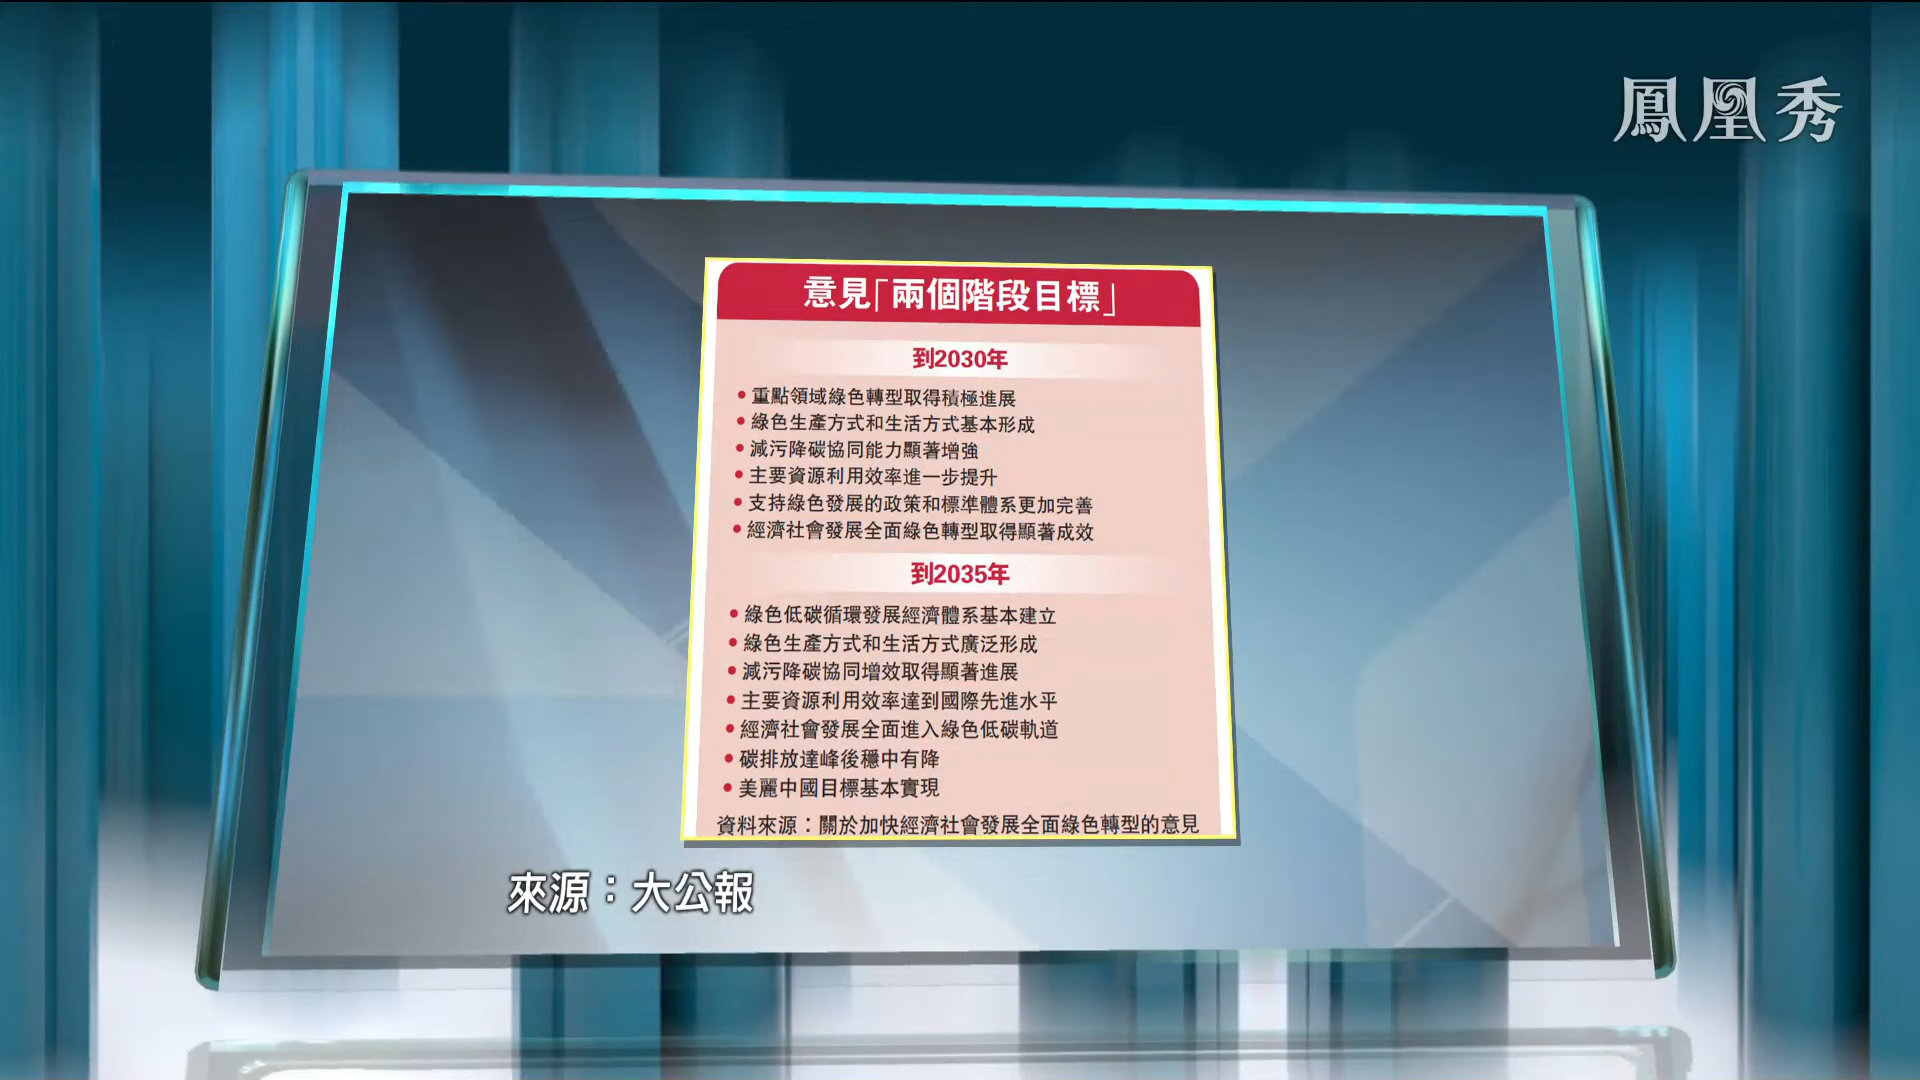 鳳凰秀
意見「兩個階段目標」
到2030年
•重點領域綠色轉型取得積極進展
•綠色生產方式和生活方式基本形成
•減污降碳協同能力顯著增強
•主要資源利用效率進一步提升
•支持綠色發展的政策和標準體系更加完善
•經濟社會發展全面綠色轉型取得顯著成效
到2035年
•綠色低碳循環發展經濟體系基本建立
•綠色生產方式和生活方式廣泛形成
•減污降碳協同增效取得顯著進展
•主要資源利用效率達到國際先進水平
•經濟社會發展全面進入綠色低碳軌道
•碳排放達峰後穩中有降
•美麗中國目標基本實現
資料來源：關於加快經濟社會發展全面綠色轉型的意見
來源：大公報